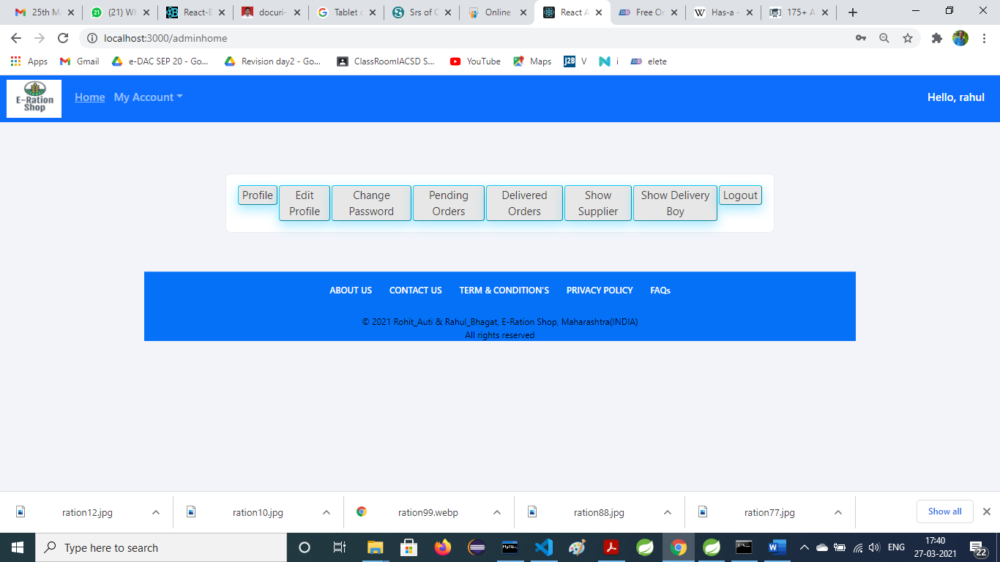 25th M
(21) Wh
React-E
docuri-
Tablet
Srs of C
Online
React A
Free Or
Has-a -
175+ A
localhost:3000/adminhome
Apps
Gmail
e-DAC SEP 20 - Go...
Revision day2 - Go...
ClassRoomIACSD S...
YouTube
Maps
J2B
V
i
elete
E-Ration
Shop
Home
My Account
Hello, rahul
Profile
Edit
Profile
Change
Password
Pending
Orders
Delivered
Orders
Show
Supplier
Show Delivery
Boy
Logout
ABOUT US
CONTACT US
TERM & CONDITION'S
PRIVACY POLICY
FAQs
© 2021 Rohit_Auti & Rahul_Bhagat, E-Ration Shop, Maharashtra(INDIA)
All rights reserved
ration12.jpg
ration10.jpg
ration99.webp
ration88.jpg
ration77.jpg
Show all
Type here to search
ENG
17:40
27-03-2021
22